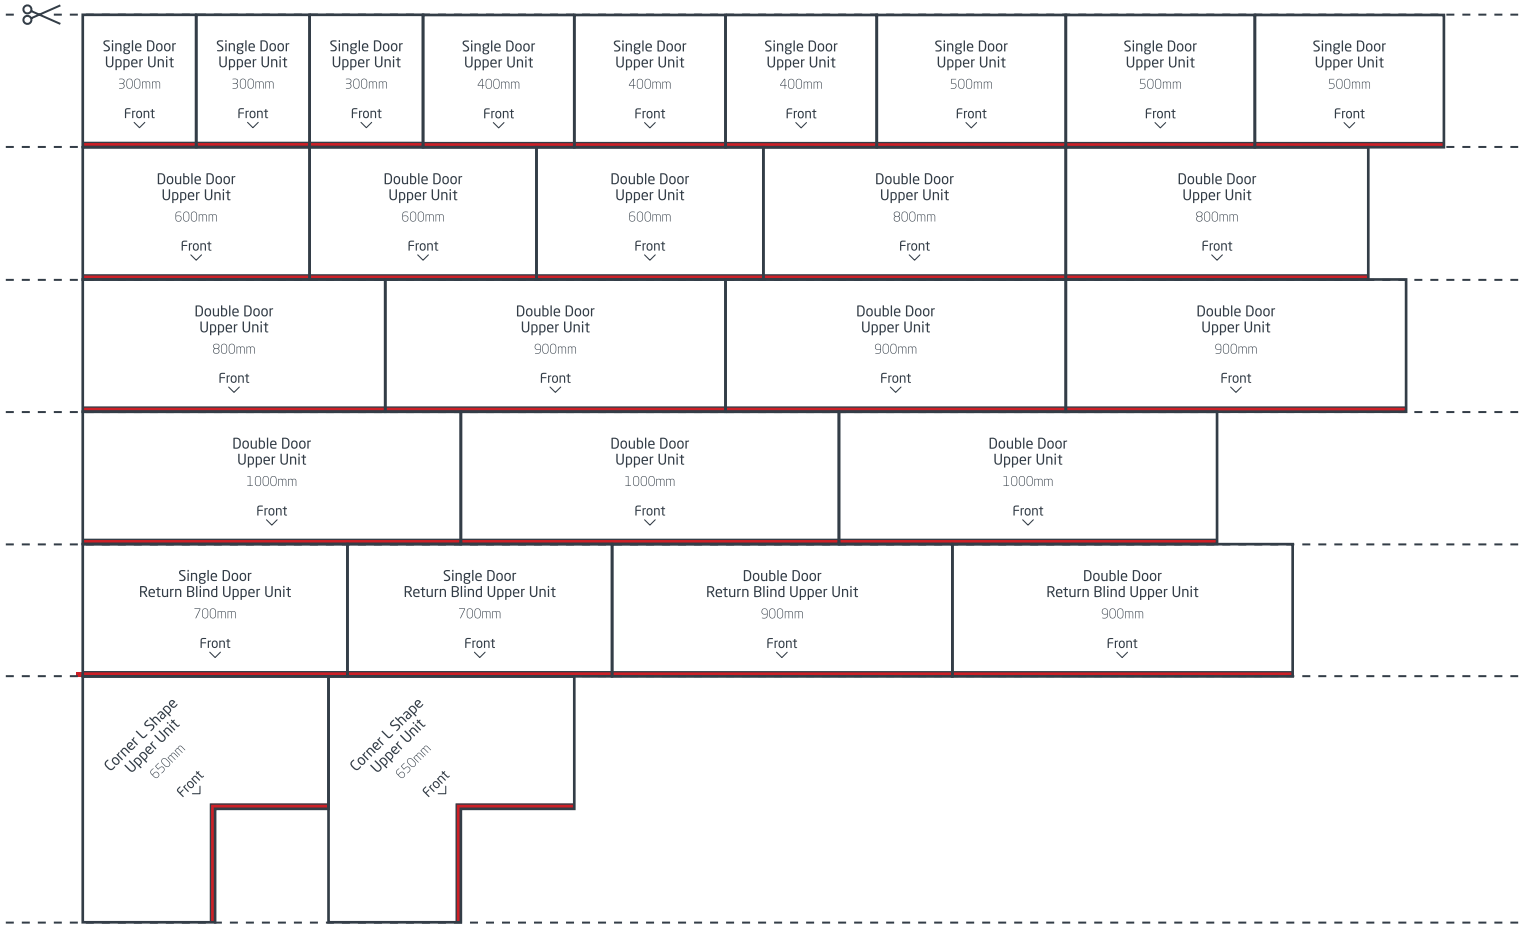 Single Door
Upper Unit
300mm
Front
Single Door
Upper Unit
300mm
Front
Single Door
Upper Unit
300mm
Front
Single Door
Upper Unit
400mm
Front
Single Door
Upper Unit
400mm
Front
Single Door
Upper Unit
400mm
Front
Single Door
Upper Unit
500mm
Front
Single Door
Upper Unit
500mm
Front
Single Door
Upper Unit
500mm
Front
Double Door
Upper Unit
600mm
Front
Double Door
Upper Unit
600mm
Front
Double Door
Upper Unit
600mm
Front
Double Door
Upper Unit
800mm
Front
Double Door
Upper Unit
800mm
Front
Double Door
Upper Unit
800mm
Front
Double Door
Upper Unit
900mm
Front
Double Door
Upper Unit
900mm
Front
Double Door
Upper Unit
900mm
Front
Double Door
Upper Unit
1000mm
Front
Double Door
Upper Unit
1000mm
Front
Double Door
Upper Unit
1000mm
Front
Single Door
Return Blind Upper Unit
700mm
Front
Single Door
Return Blind Upper Unit
700mm
Front
Double Door
Return Blind Upper Unit
900mm
Front
Double Door
Return Blind Upper Unit
900mm
Front
Corner L Shape
Upper Unit
650mm
Front
Corner L Shape
Upper Unit
650mm
Front